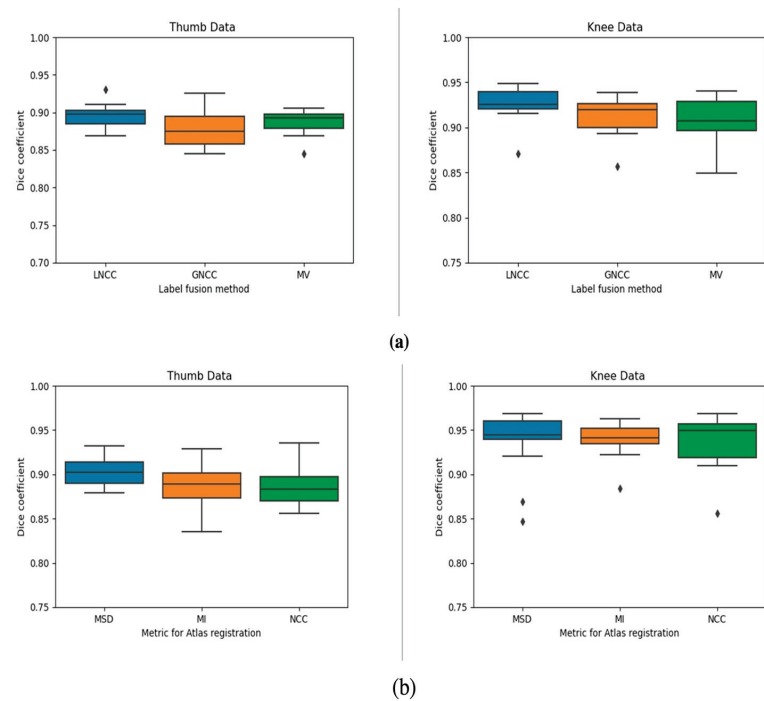 Thumb Data
1.00
0.95
0.90
0.85
0.80
0.75
0.70
Dice coefficient
LNCC GNCC MV
Label fusion method
Knee Data
1.00
0.95
0.90
0.85
0.80
0.75
Dice coefficient
LNCC GNCC MV
Label fusion method
(a)
Thumb Data
1.00
0.95
0.90
0.85
0.80
0.75
Dice coefficient
MSD MI NCC
Metric for Atlas registration
Knee Data
1.00
0.95
0.90
0.85
0.80
0.75
Dice coefficient
MSD MI NCC
Metric for Atlas registration
(b)